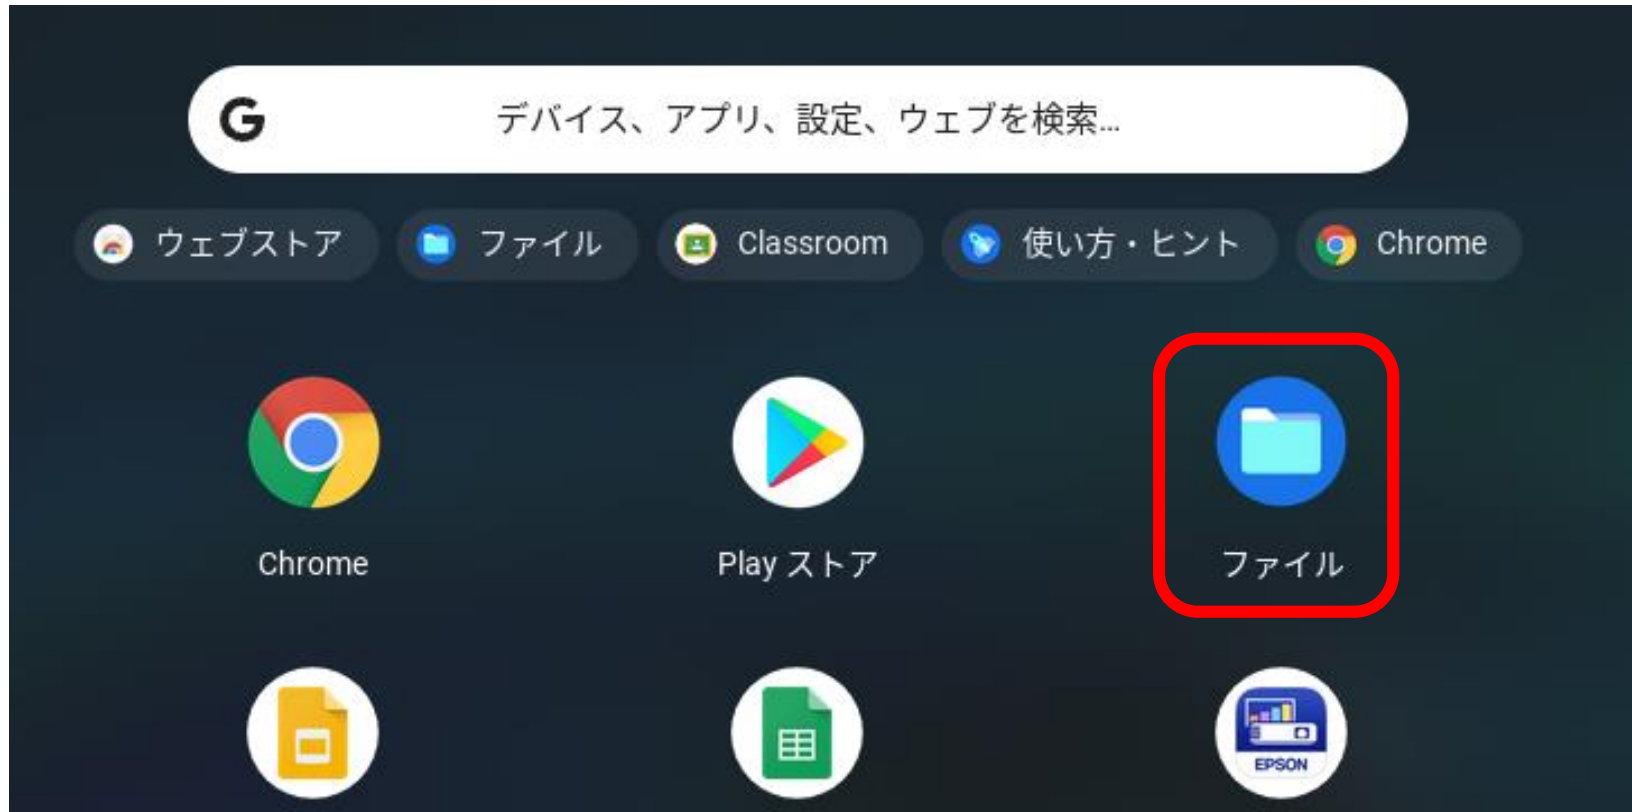 G
デバイス、アプリ、設定、ウェブを検索...
ウェブストア ファイル Classroom 使い方・ヒント Chrome
Chrome Play ストア ファイル
EPSON